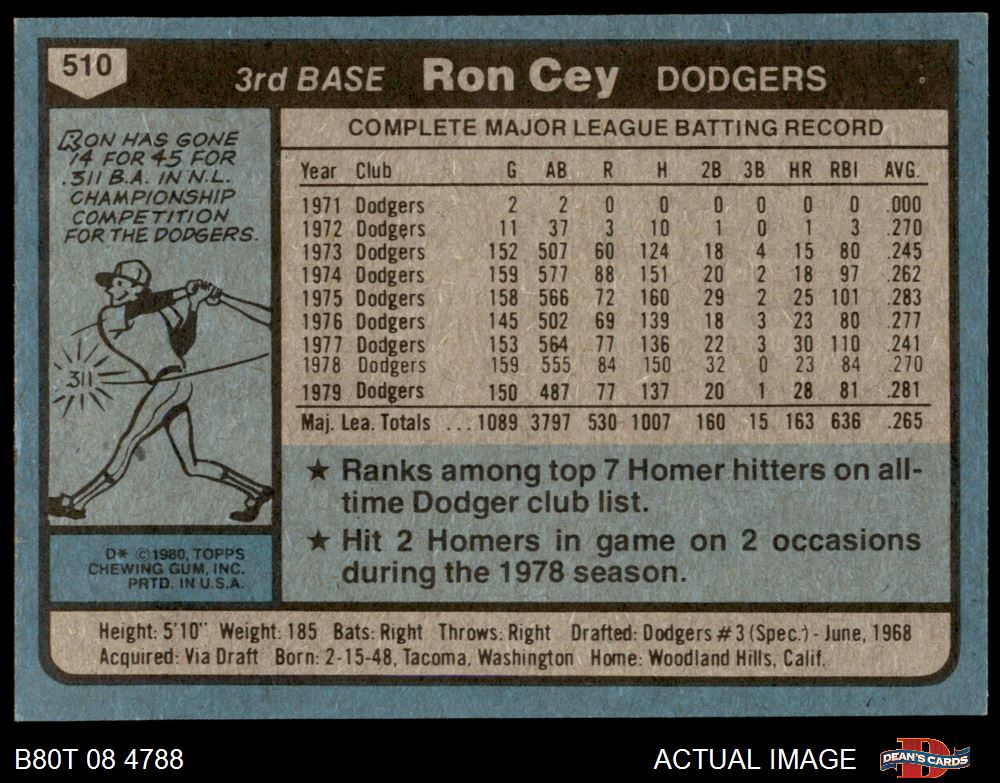 510
3rd BASE Ron Cey DODGERS
RON HAS GONE
14 FOR 45 FOR
.311 B.A. IN N.L.
CHAMPIONSHIP
COMPETITION
FOR THE DODGERS.
311
D* ©1980, TOPPS
CHEWING GUM, INC.
PRTD. IN U.S.A.
COMPLETE MAJOR LEAGUE BATTING RECORD
Year Club G AB R H 2B 3B HR RBI AVG.
1971 Dodgers 2 2 0 0 0 0 0 0 .000
1972 Dodgers 11 37 3 10 1 0 1 3 .270
1973 Dodgers 152 507 60 124 18 4 15 80 .245
1974 Dodgers 159 577 88 151 20 2 18 97 .262
1975 Dodgers 158 566 72 160 29 2 25 101 .283
1976 Dodgers 145 502 69 139 18 3 23 80 .277
1977 Dodgers 153 564 77 136 22 3 30 110 .241
1978 Dodgers 159 555 84 150 32 0 23 84 .270
1979 Dodgers 150 487 77 137 20 1 28 81 .281
Maj. Lea. Totals ...1089 3797 530 1007 160 15 163 636 .265
★ Ranks among top 7 Homer hitters on all-
time Dodger club list.
★ Hit 2 Homers in game on 2 occasions
during the 1978 season.
Height: 5'10" Weight: 185 Bats: Right Throws: Right Drafted: Dodgers #3 (Spec.) - June, 1968
Acquired: Via Draft Born: 2-15-48, Tacoma, Washington Home: Woodland Hills, Calif.
B80T 08 4788 ACTUAL IMAGE DEAN'S CARDS